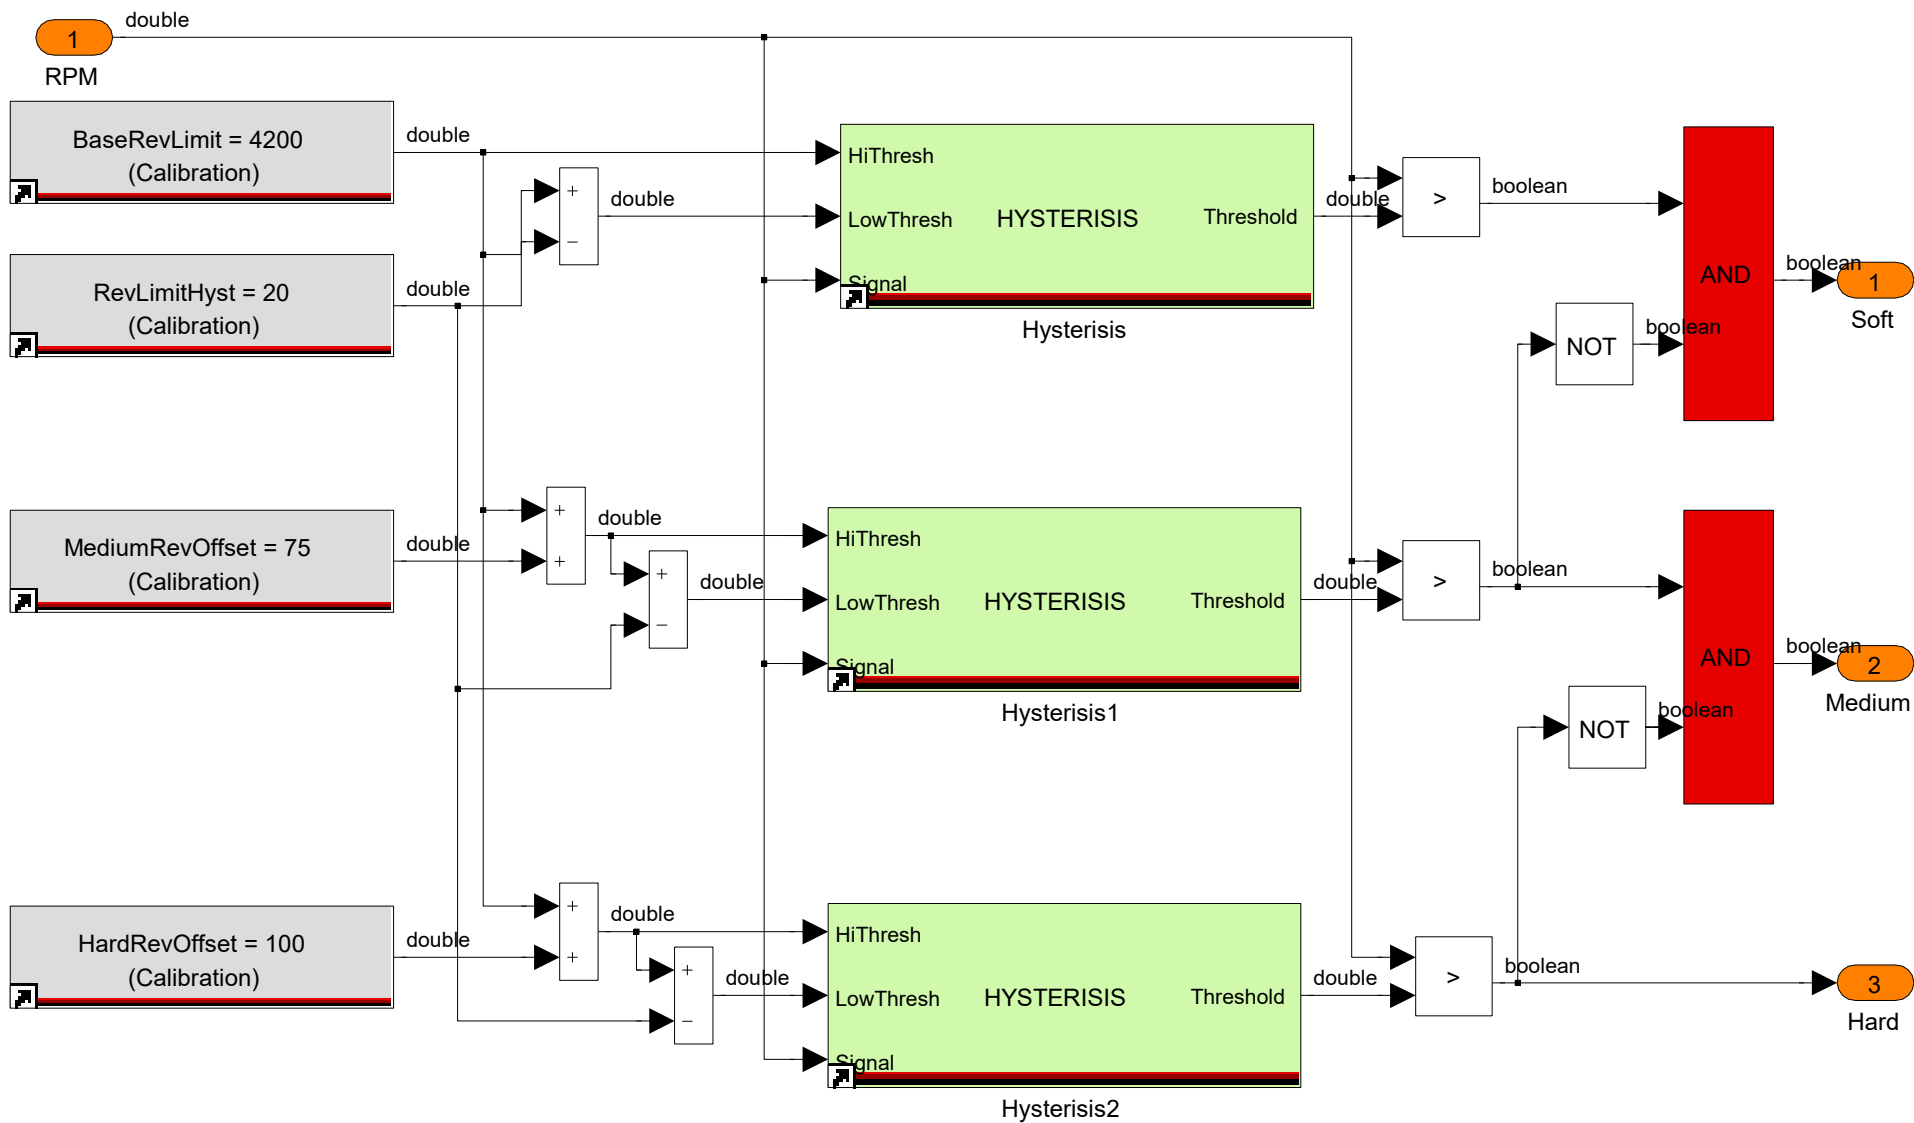 double
1
RPM
BaseRevLimit = 4200
(Calibration)
double
RevLimitHyst = 20
(Calibration)
double
+
−
double
HiThresh
LowThresh
Signal
HYSTERISIS
Threshold
Hysterisis
double
>
boolean
AND
boolean
1
Soft
NOT
boolean
MediumRevOffset = 75
(Calibration)
double
+
+
double
+
−
double
HiThresh
LowThresh
Signal
HYSTERISIS
Threshold
Hysterisis1
double
>
boolean
AND
boolean
2
Medium
NOT
boolean
HardRevOffset = 100
(Calibration)
double
+
+
double
+
−
double
HiThresh
LowThresh
Signal
HYSTERISIS
Threshold
Hysterisis2
double
>
boolean
3
Hard